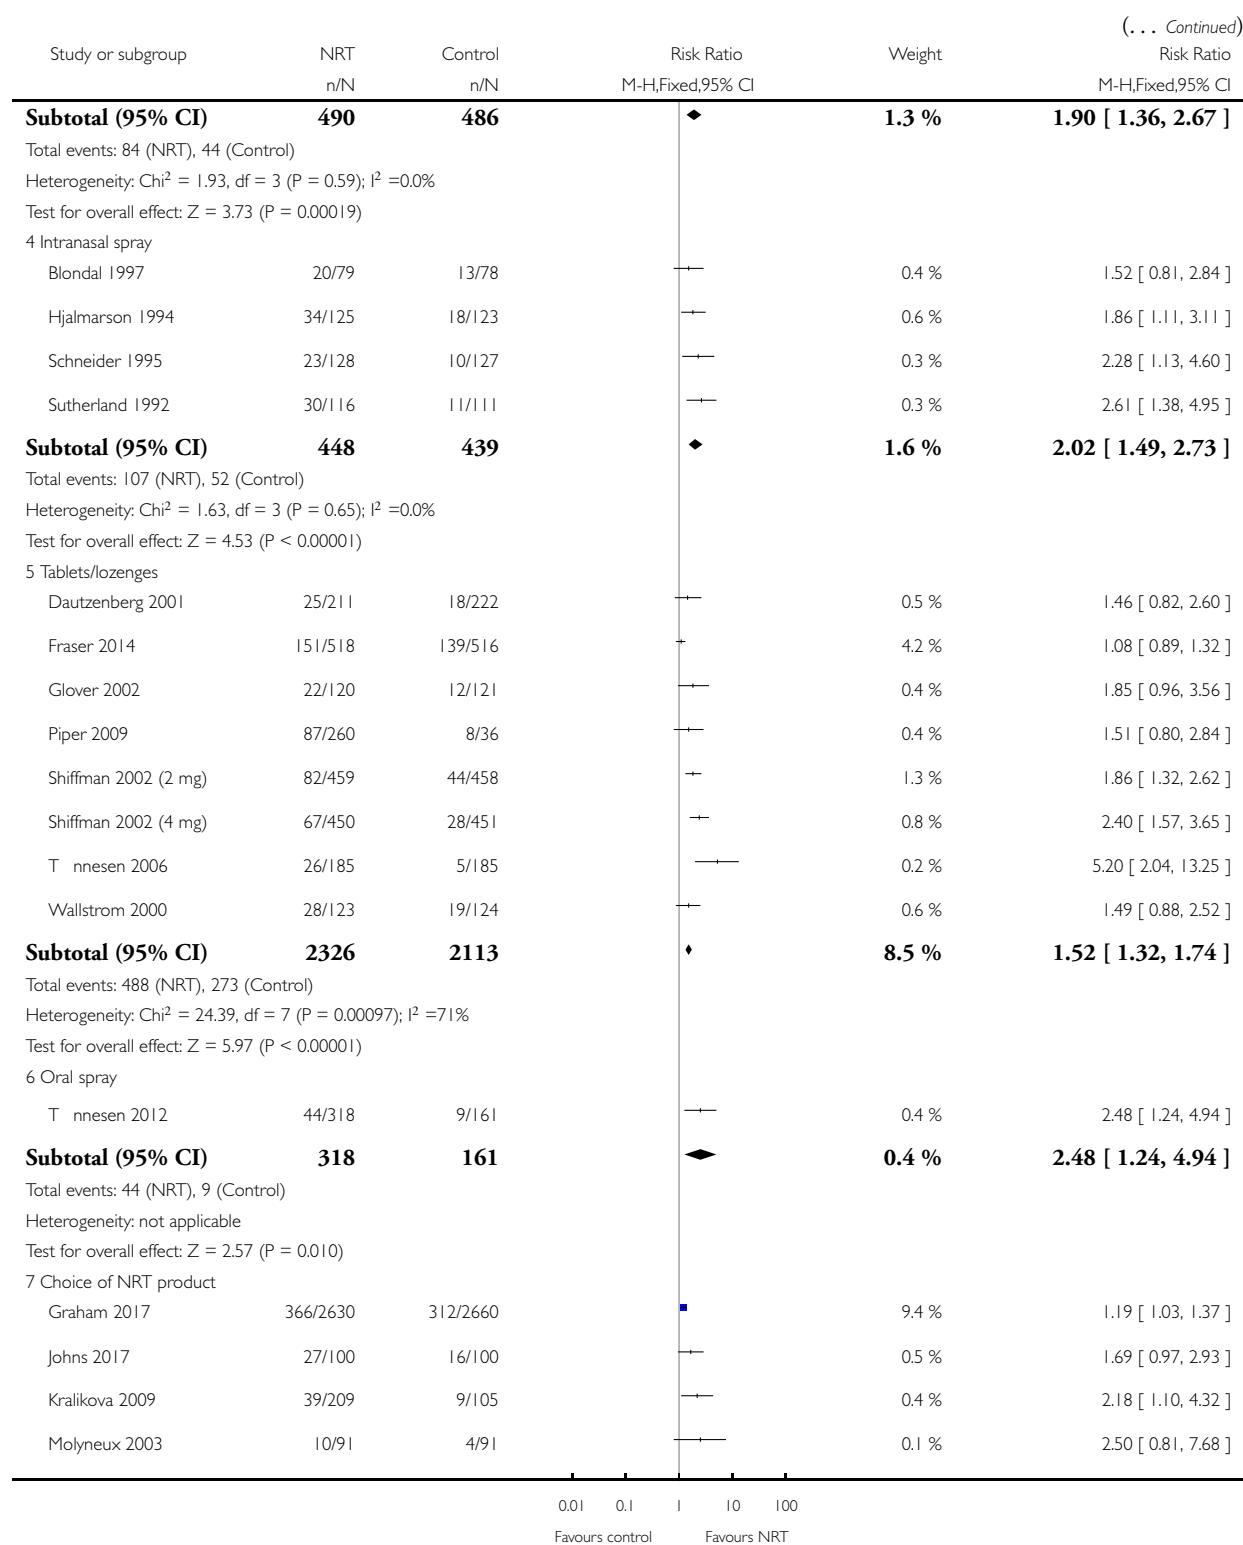 (... Continued)
Study or subgroup NRT Control Risk Ratio Weight Risk Ratio
n/N n/N M-H,Fixed,95% CI M-H,Fixed,95% CI
Subtotal (95% CI) 490 486 1.3 % 1.90 [ 1.36, 2.67 ]
Total events: 84 (NRT), 44 (Control)
Heterogeneity: Chi² = 1.93, df = 3 (P = 0.59); I² =0.0%
Test for overall effect: Z = 3.73 (P = 0.00019)
4 Intranasal spray
Blondal 1997 20/79 13/78 0.4 % 1.52 [ 0.81, 2.84 ]
Hjalmarson 1994 34/125 18/123 0.6 % 1.86 [ 1.11, 3.11 ]
Schneider 1995 23/128 10/127 0.3 % 2.28 [ 1.13, 4.60 ]
Sutherland 1992 30/116 11/111 0.3 % 2.61 [ 1.38, 4.95 ]
Subtotal (95% CI) 448 439 1.6 % 2.02 [ 1.49, 2.73 ]
Total events: 107 (NRT), 52 (Control)
Heterogeneity: Chi² = 1.63, df = 3 (P = 0.65); I² =0.0%
Test for overall effect: Z = 4.53 (P < 0.00001)
5 Tablets/lozenges
Dautzenberg 2001 25/211 18/222 0.5 % 1.46 [ 0.82, 2.60 ]
Fraser 2014 151/518 139/516 4.2 % 1.08 [ 0.89, 1.32 ]
Glover 2002 22/120 12/121 0.4 % 1.85 [ 0.96, 3.56 ]
Piper 2009 87/260 8/36 0.4 % 1.51 [ 0.80, 2.84 ]
Shiffman 2002 (2 mg) 82/459 44/458 1.3 % 1.86 [ 1.32, 2.62 ]
Shiffman 2002 (4 mg) 67/450 28/451 0.8 % 2.40 [ 1.57, 3.65 ]
T nnesen 2006 26/185 5/185 0.2 % 5.20 [ 2.04, 13.25 ]
Wallstrom 2000 28/123 19/124 0.6 % 1.49 [ 0.88, 2.52 ]
Subtotal (95% CI) 2326 2113 8.5 % 1.52 [ 1.32, 1.74 ]
Total events: 488 (NRT), 273 (Control)
Heterogeneity: Chi² = 24.39, df = 7 (P = 0.00097); I² =71%
Test for overall effect: Z = 5.97 (P < 0.00001)
6 Oral spray
T nnesen 2012 44/318 9/161 0.4 % 2.48 [ 1.24, 4.94 ]
Subtotal (95% CI) 318 161 0.4 % 2.48 [ 1.24, 4.94 ]
Total events: 44 (NRT), 9 (Control)
Heterogeneity: not applicable
Test for overall effect: Z = 2.57 (P = 0.010)
7 Choice of NRT product
Graham 2017 366/2630 312/2660 9.4 % 1.19 [ 1.03, 1.37 ]
Johns 2017 27/100 16/100 0.5 % 1.69 [ 0.97, 2.93 ]
Kralikova 2009 39/209 9/105 0.4 % 2.18 [ 1.10, 4.32 ]
Molyneux 2003 10/91 4/91 0.1 % 2.50 [ 0.81, 7.68 ]
0.01 0.1 1 10 100
Favours control Favours NRT